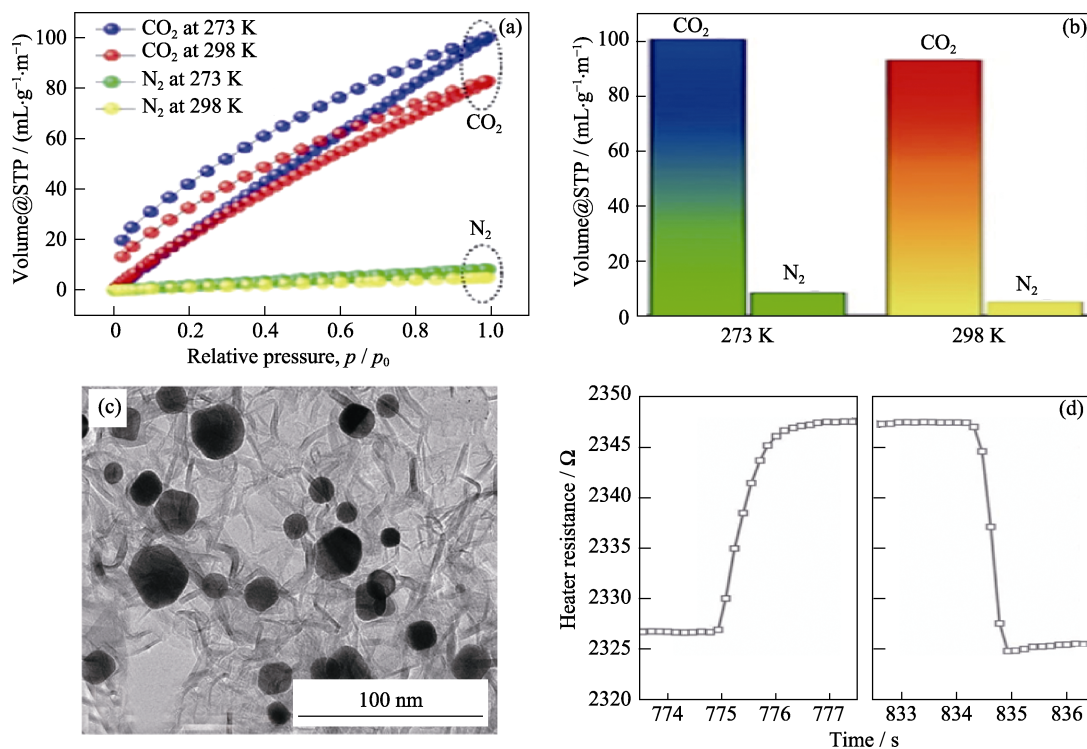 (a)
CO₂ at 273 K
CO₂ at 298 K
N₂ at 273 K
N₂ at 298 K
CO₂
N₂
100
80
60
40
20
0
Volume@STP / (mL·g⁻¹·m⁻¹)
0 0.2 0.4 0.6 0.8 1.0
Relative pressure, p / p₀
(b)
CO₂
CO₂
N₂
N₂
100
80
60
40
20
0
Volume@STP / (mL·g⁻¹·m⁻¹)
273 K 298 K
(c)
100 nm
(d)
2350
2345
2340
2335
2330
2325
2320
Heater resistance / Ω
774 775 776 777 833 834 835 836
Time / s